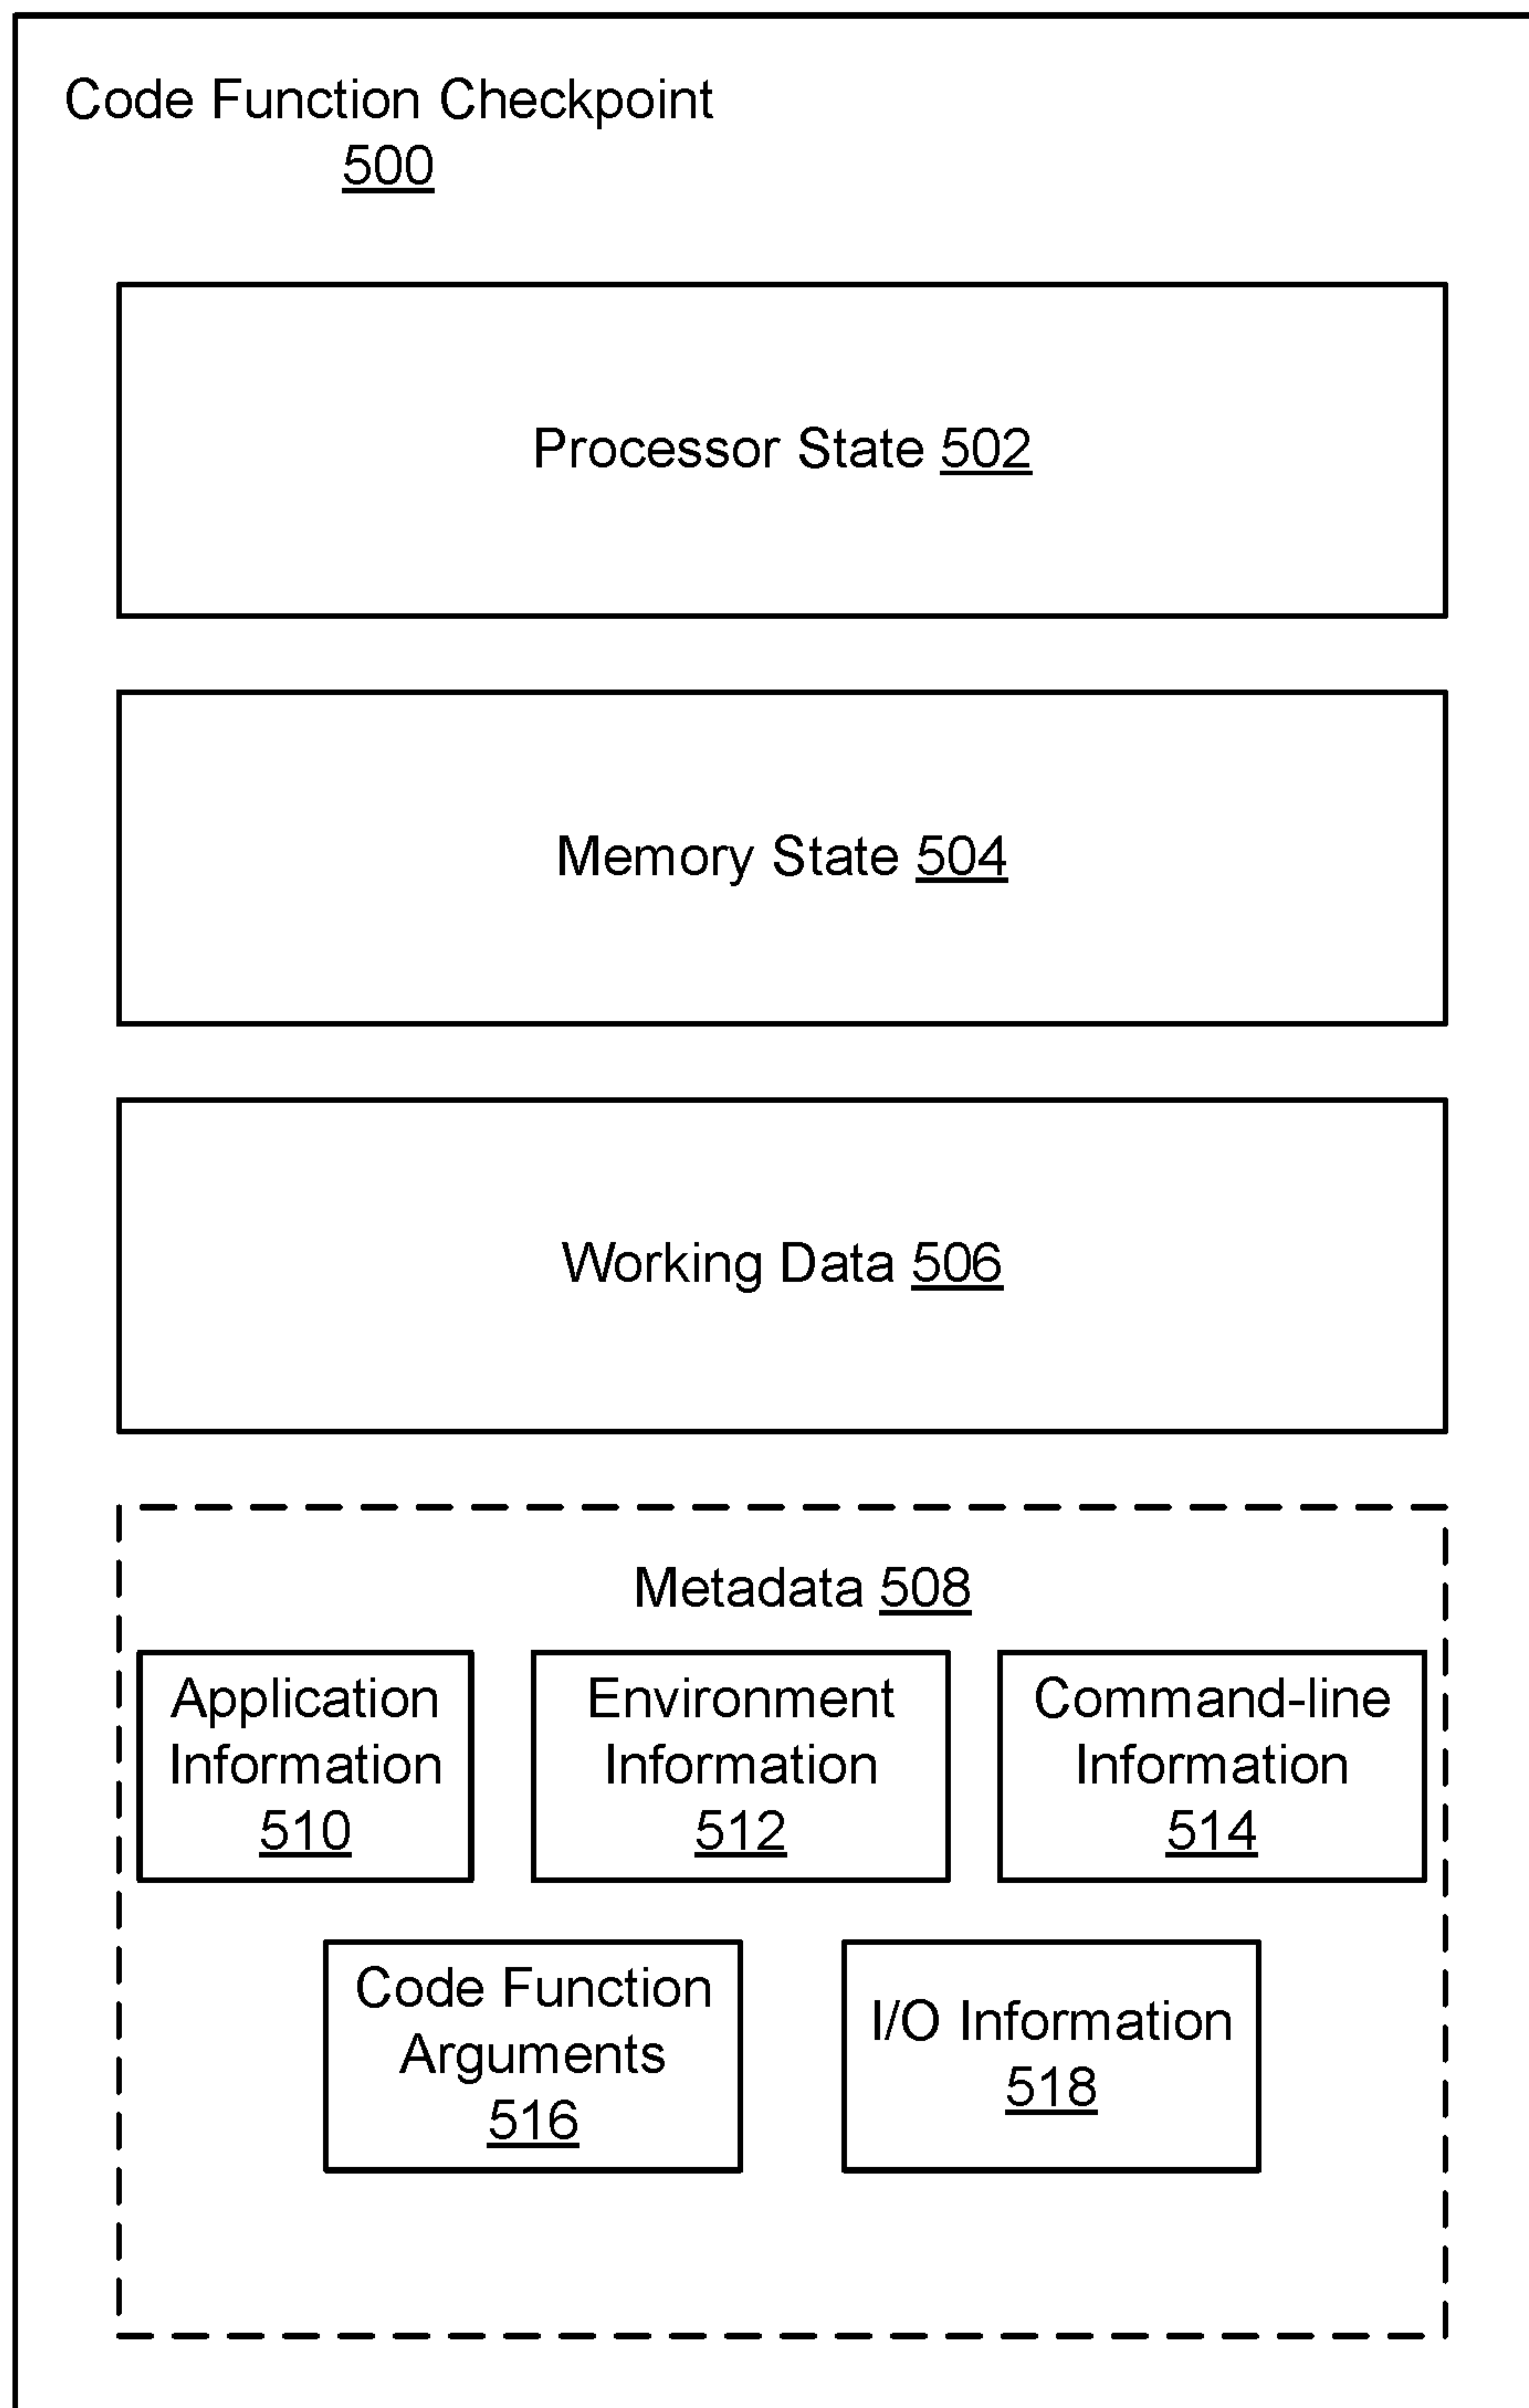 Code Function Checkpoint
500
Processor State 502
Memory State 504
Working Data 506
Metadata 508
Application
Information
510
Environment
Information
512
Command-line
Information
514
Code Function
Arguments
516
I/O Information
518